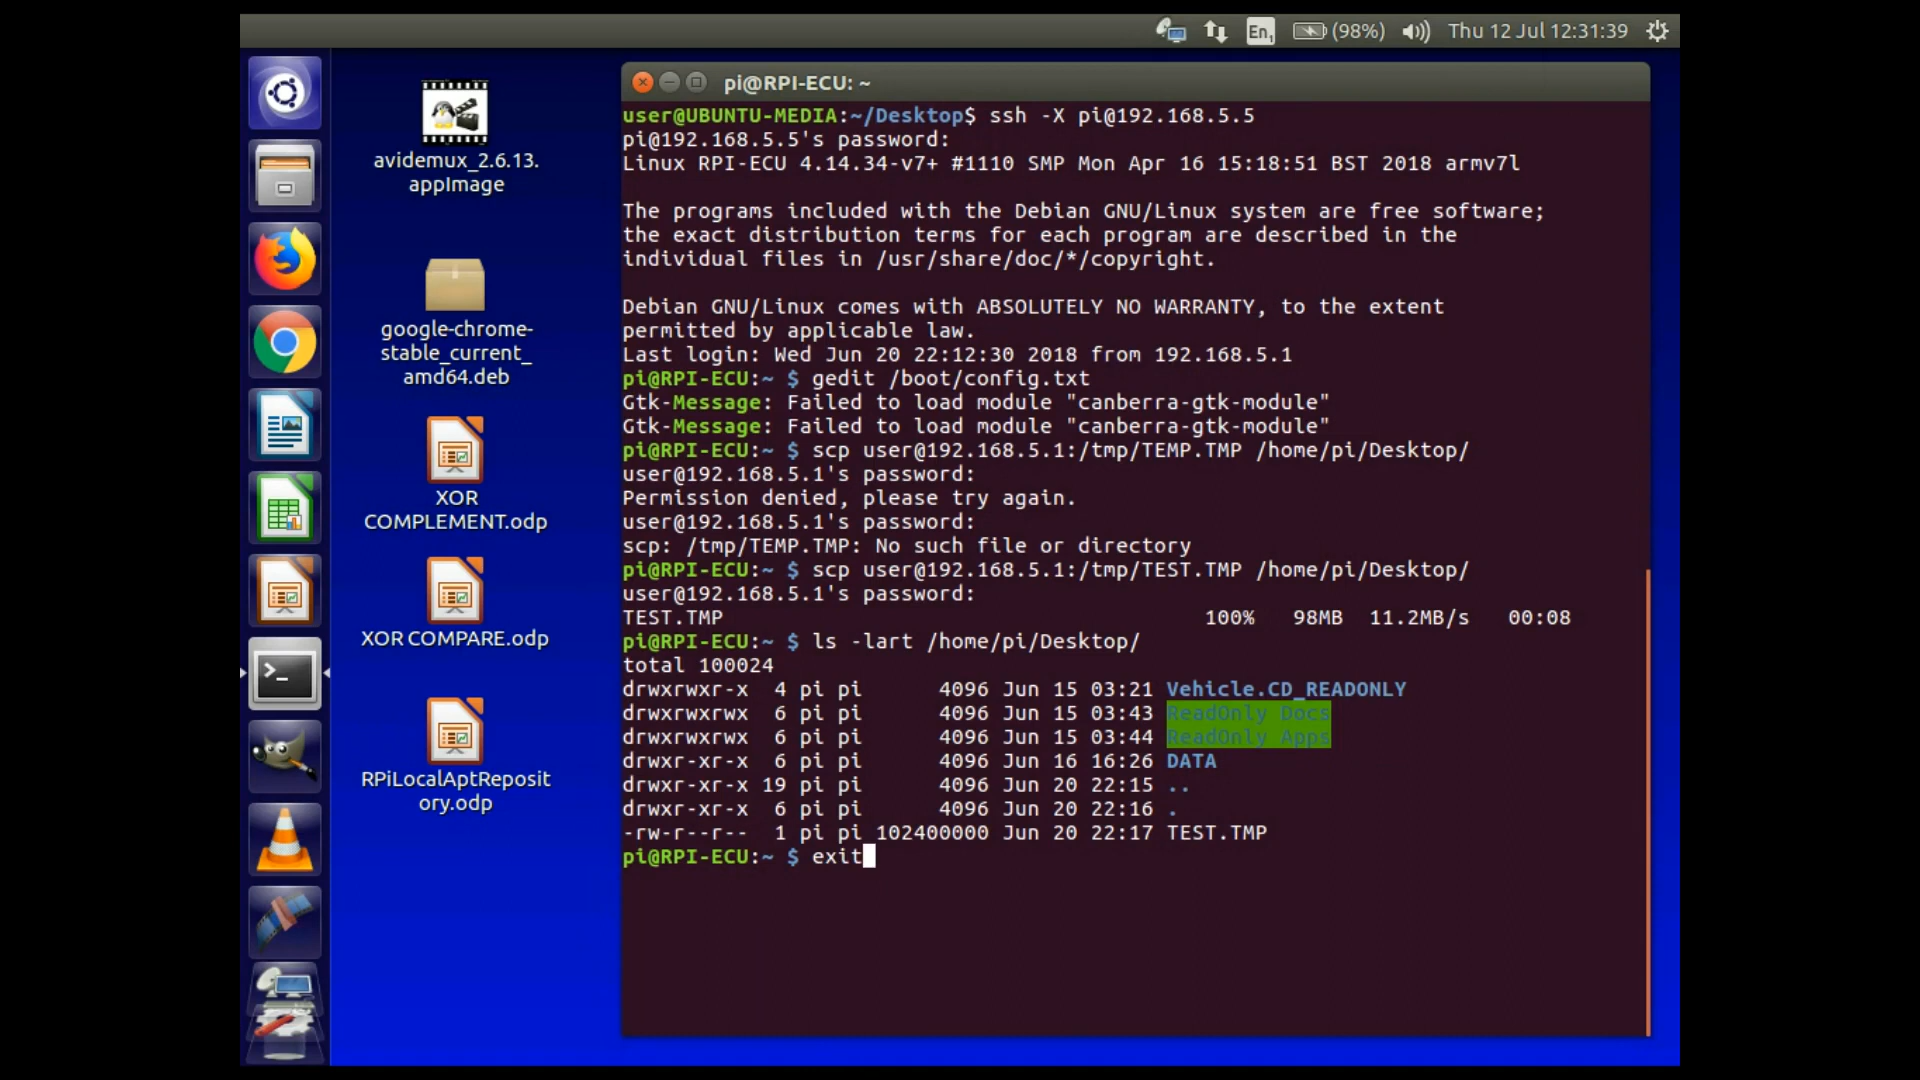 En1 (98%) Thu 12 Jul 12:31:39
avidemux_2.6.13.
appImage
google-chrome-
stable_current_
amd64.deb
XOR
COMPLEMENT.odp
XOR COMPARE.odp
RPiLocalAptReposit
ory.odp
pi@RPI-ECU: ~
user@UBUNTU-MEDIA:~/Desktop$ ssh -X pi@192.168.5.5
pi@192.168.5.5's password:
Linux RPI-ECU 4.14.34-v7+ #1110 SMP Mon Apr 16 15:18:51 BST 2018 armv7l
The programs included with the Debian GNU/Linux system are free software;
the exact distribution terms for each program are described in the
individual files in /usr/share/doc/*/copyright.
Debian GNU/Linux comes with ABSOLUTELY NO WARRANTY, to the extent
permitted by applicable law.
Last login: Wed Jun 20 22:12:30 2018 from 192.168.5.1
pi@RPI-ECU:~ $ gedit /boot/config.txt
Gtk-Message: Failed to load module "canberra-gtk-module"
Gtk-Message: Failed to load module "canberra-gtk-module"
pi@RPI-ECU:~ $ scp user@192.168.5.1:/tmp/TEMP.TMP /home/pi/Desktop/
user@192.168.5.1's password:
Permission denied, please try again.
user@192.168.5.1's password:
scp: /tmp/TEMP.TMP: No such file or directory
pi@RPI-ECU:~ $ scp user@192.168.5.1:/tmp/TEST.TMP /home/pi/Desktop/
user@192.168.5.1's password:
TEST.TMP 100% 98MB 11.2MB/s 00:08
pi@RPI-ECU:~ $ ls -lart /home/pi/Desktop/
total 100024
drwxrwxr-x 4 pi pi 4096 Jun 15 03:21 Vehicle.CD_READONLY
drwxrwxrwx 6 pi pi 4096 Jun 15 03:43 ReadOnly Docs
drwxrwxrwx 6 pi pi 4096 Jun 15 03:44 ReadOnly Apps
drwxr-xr-x 6 pi pi 4096 Jun 16 16:26 DATA
drwxr-xr-x 19 pi pi 4096 Jun 20 22:15 ..
drwxr-xr-x 6 pi pi 4096 Jun 20 22:16 .
-rw-r--r-- 1 pi pi 102400000 Jun 20 22:17 TEST.TMP
pi@RPI-ECU:~ $ exit